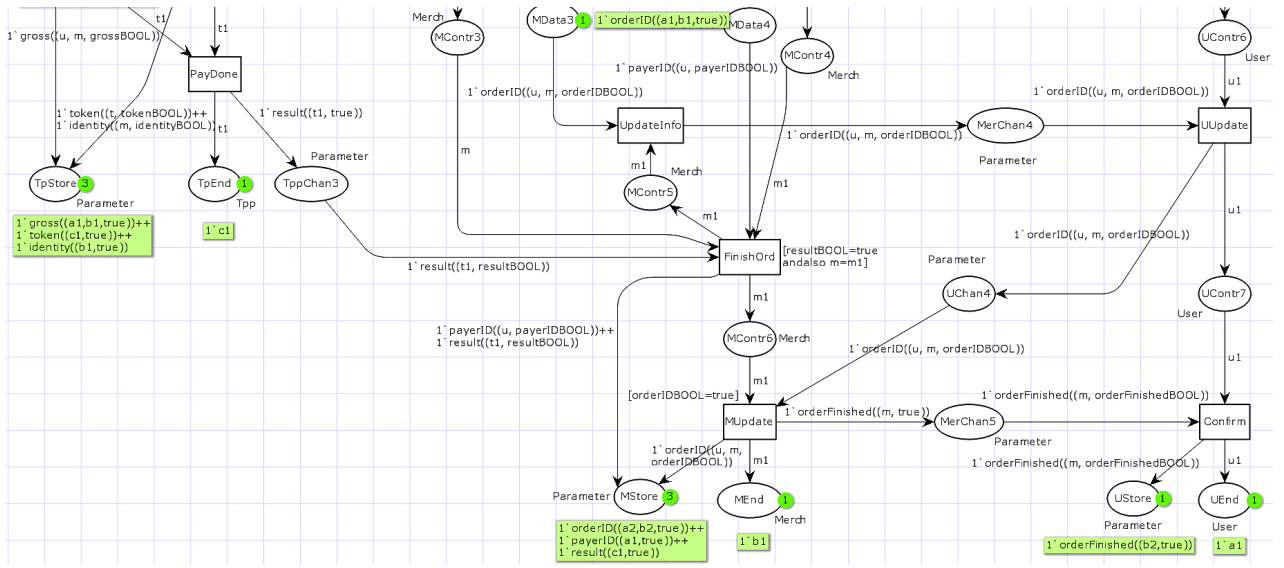 Merch
MContr3
MData3
1
1`orderID((a1,b1,true))
MData4
MContr4
Merch
UContr6
User
t1
t1
1`gross((u, m, grossBOOL))
PayDone
1`payerID((u, payerIDBOOL))
u1
1`orderID((u, m, orderIDBOOL))
1`orderID((u, m, orderIDBOOL))
1`token((t, tokenBOOL))++
1`identity((m, identityBOOL))
t1
1`result((t1, true))
UpdateInfo
1`orderID((u, m, orderIDBOOL))
MerChan4
Parameter
UUpdate
m
Parameter
TpStore
3
Parameter
TpEnd
1
Tpp
TppChan3
m1
Merch
MContr5
m1
m1
u1
1`gross((a1,b1,true))++
1`token((c1,true))++
1`identity((b1,true))
1`c1
1`orderID((u, m, orderIDBOOL))
FinishOrd
[resultBOOL=true
andalso m=m1]
1`result((t1, resultBOOL))
Parameter
UChan4
UContr7
User
m1
1`payerID((u, payerIDBOOL))++
1`result((t1, resultBOOL))
MContr6
Merch
1`orderID((u, m, orderIDBOOL))
u1
m1
[orderIDBOOL=true]
1`orderFinished((m, orderFinishedBOOL))
MUpdate
1`orderFinished((m, true))
MerChan5
Parameter
Confirm
1`orderID((u, m,
orderIDBOOL))
m1
1`orderFinished((m, orderFinishedBOOL))
u1
Parameter
MStore
3
MEnd
1
Merch
UStore
1
Parameter
UEnd
1
User
1`orderID((a2,b2,true))++
1`payerID((a1,true))++
1`result((c1,true))
1`b1
1`orderFinished((b2,true))
1`a1